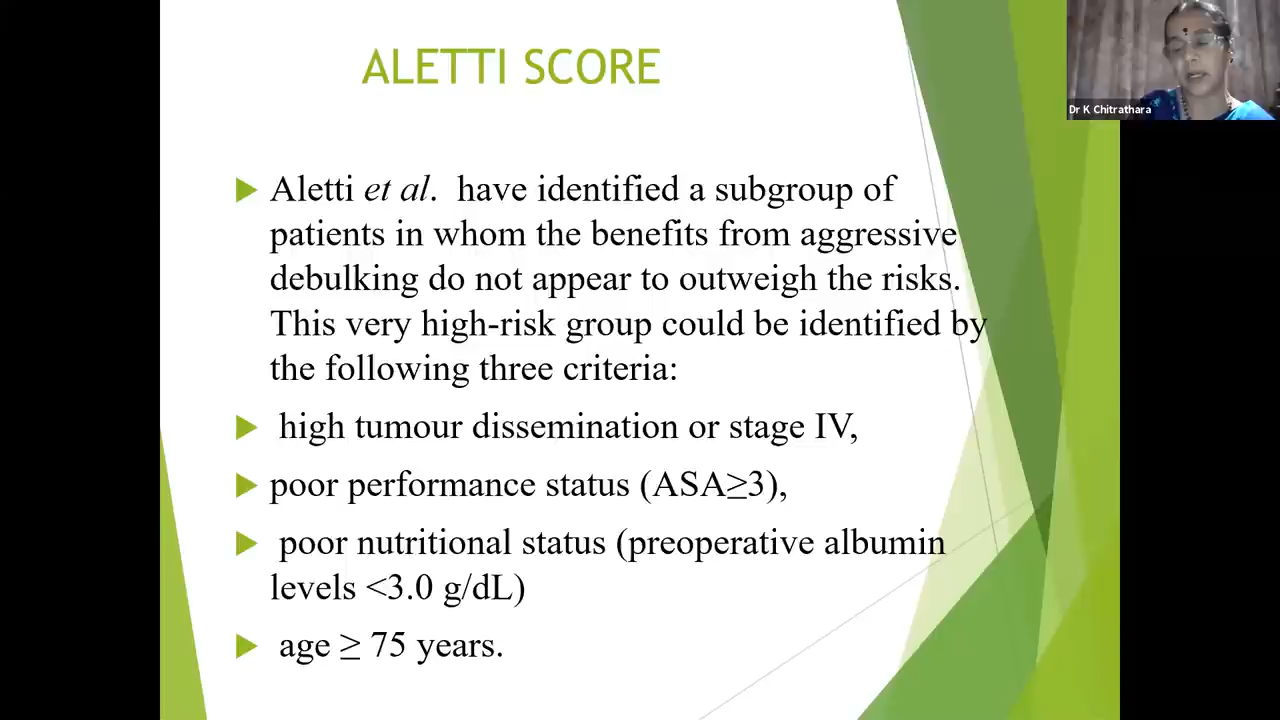 ALETTI SCORE
Dr K Chitrathara
Aletti et al. have identified a subgroup of
patients in whom the benefits from aggressive
debulking do not appear to outweigh the risks.
This very high-risk group could be identified by
the following three criteria:
high tumour dissemination or stage IV,
poor performance status (ASA≥3),
poor nutritional status (preoperative albumin
levels <3.0 g/dL)
age ≥ 75 years.